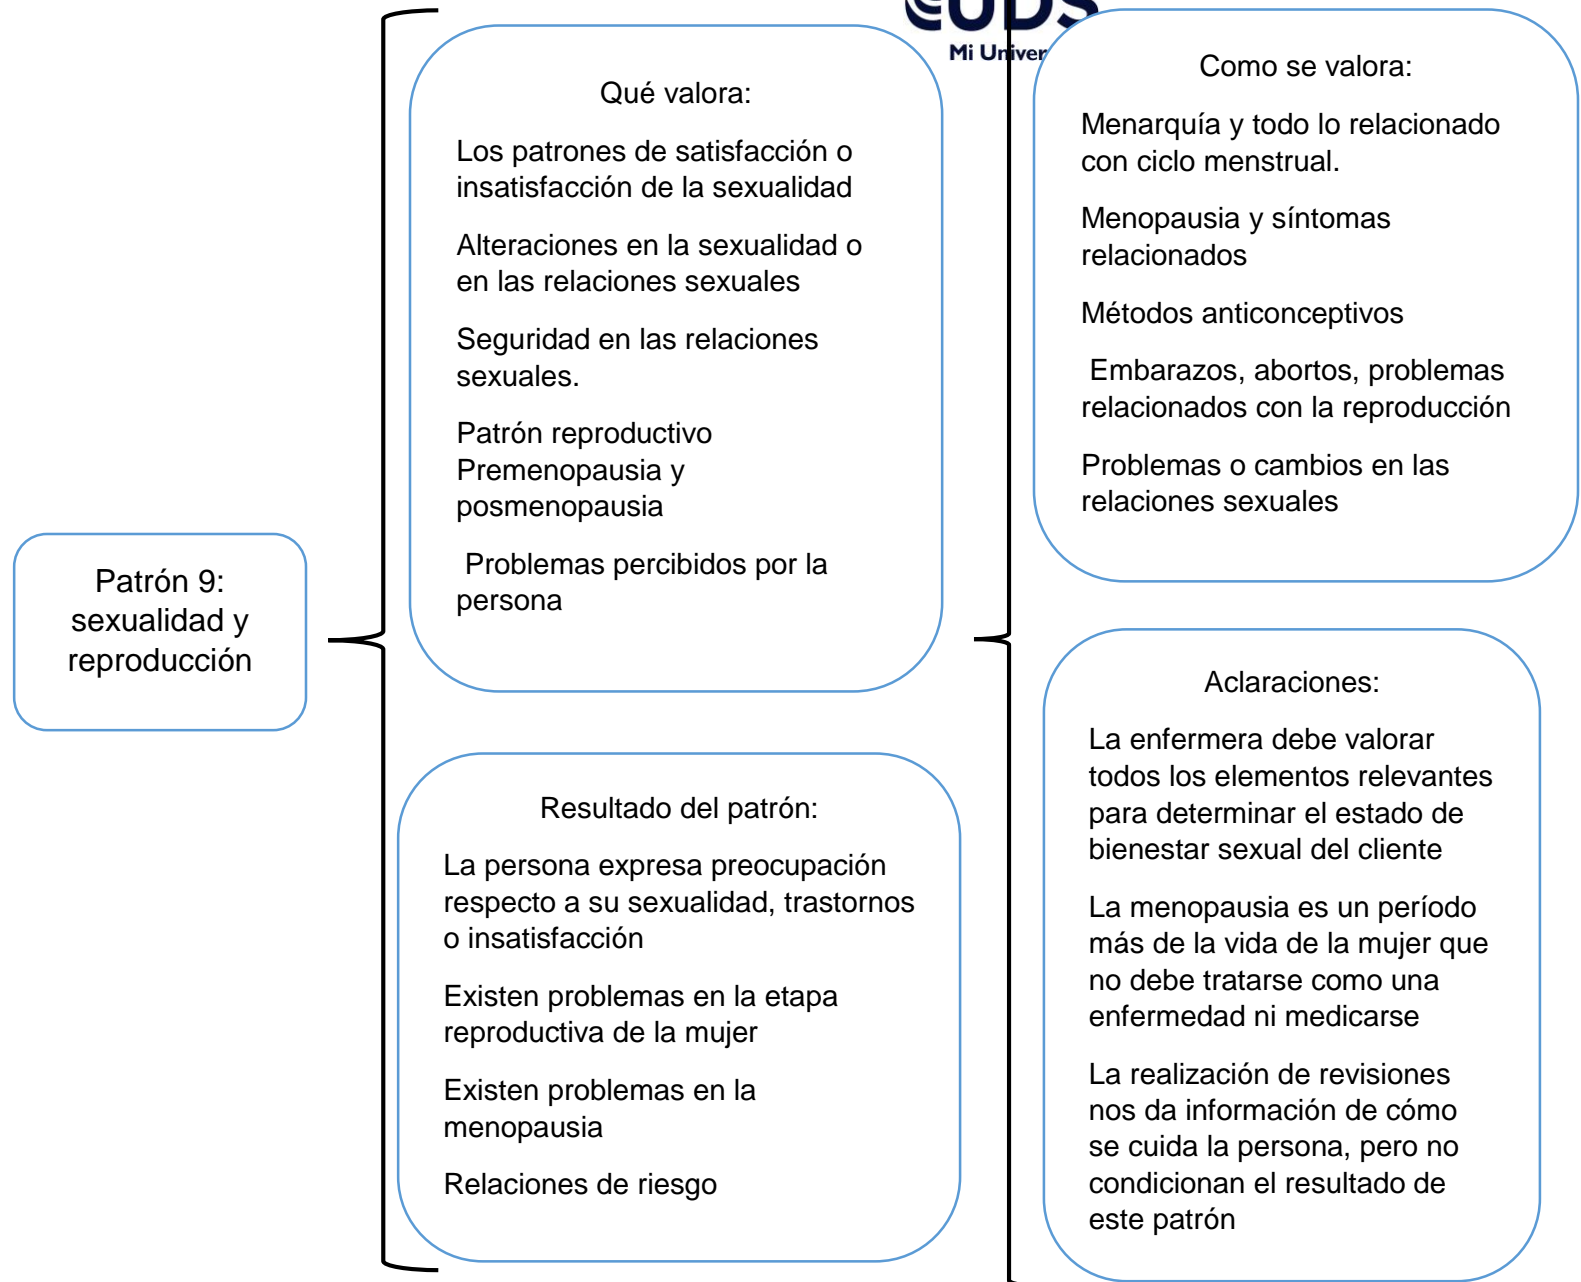 UDS
Mi Univer
Patrón 9:
sexualidad y
reproducción
Qué valora:
Los patrones de satisfacción o
insatisfacción de la sexualidad
Alteraciones en la sexualidad o
en las relaciones sexuales
Seguridad en las relaciones
sexuales.
Patrón reproductivo
Premenopausia y
posmenopausia
Problemas percibidos por la
persona
Resultado del patrón:
La persona expresa preocupación
respecto a su sexualidad, trastornos
o insatisfacción
Existen problemas en la etapa
reproductiva de la mujer
Existen problemas en la
menopausia
Relaciones de riesgo
Como se valora:
Menarquía y todo lo relacionado
con ciclo menstrual.
Menopausia y síntomas
relacionados
Métodos anticonceptivos
Embarazos, abortos, problemas
relacionados con la reproducción
Problemas o cambios en las
relaciones sexuales
Aclaraciones:
La enfermera debe valorar
todos los elementos relevantes
para determinar el estado de
bienestar sexual del cliente
La menopausia es un período
más de la vida de la mujer que
no debe tratarse como una
enfermedad ni medicarse
La realización de revisiones
nos da información de cómo
se cuida la persona, pero no
condicionan el resultado de
este patrón